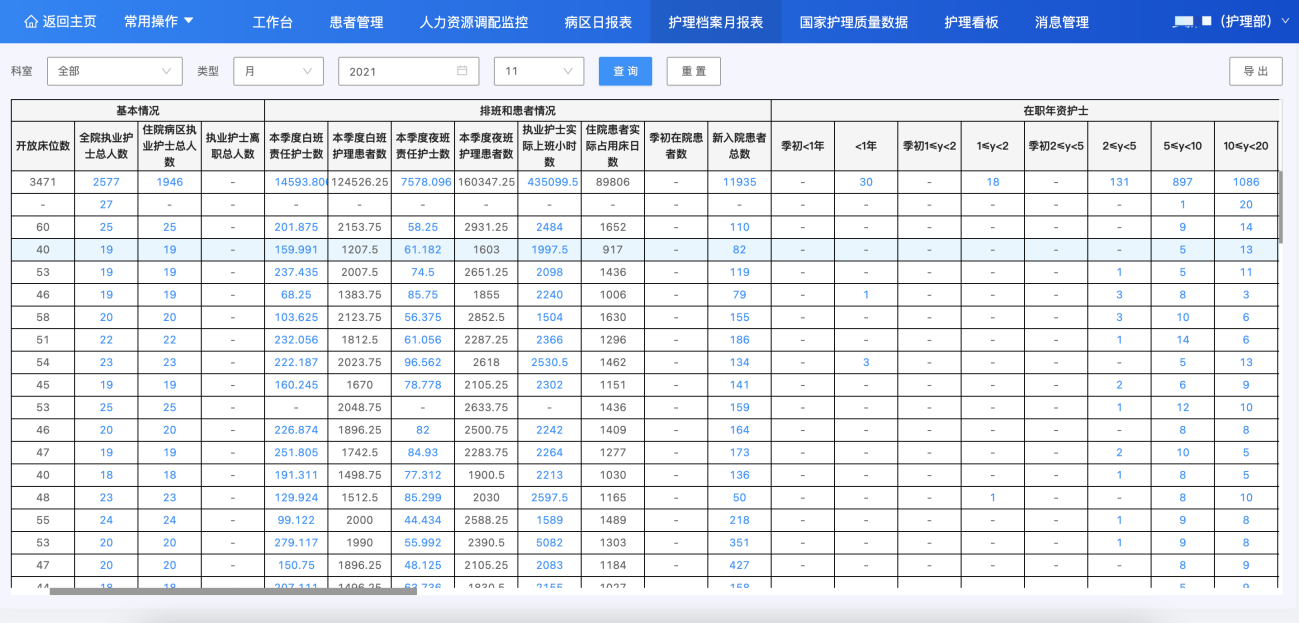 返回主页 常用操作 工作台 患者管理 人力资源调配监控 病区日报表 护理档案月报表 国家护理质量数据 护理看板 消息管理 (护理部)
科室 全部 类型 月 2021 11 查 询 重 置 导 出
基本情况 排班和患者情况 在职年资护士
开放床位数 全院执业护士总人数 住院病区执业护士总人数 执业护士离职总人数 本季度白班责任护士数 本季度白班护理患者数 本季度夜班责任护士数 本季度夜班护理患者数 执业护士实际上班小时数 住院患者实际占用床日数 季初在院患者数 新入院患者总数 季初<1年 <1年 季初1≤y<2 1≤y<2 季初2≤y<5 2≤y<5 5≤y<10 10≤y<20
3471 2577 1946 - 14593.80 124526.25 7578.096 160347.25 435099.5 89806 - 11935 - 30 - 18 - 131 897 1086
- 27 - - - - - - - - - - - - - - - - 1 20
60 25 25 - 201.875 2153.75 58.25 2931.25 2484 1652 - 110 - - - - - - 9 14
40 19 19 - 159.991 1207.5 61.182 1603 1997.5 917 - 82 - - - - - - 5 13
53 19 19 - 237.435 2007.5 74.5 2651.25 2098 1436 - 119 - - - - - 1 5 11
46 19 19 - 68.25 1383.75 85.75 1855 2240 1006 - 79 - 1 - - - 3 8 3
58 20 20 - 103.625 2123.75 56.375 2852.5 1504 1630 - 155 - - - - - 3 10 6
51 22 22 - 232.056 1812.5 61.056 2287.25 2366 1296 - 186 - - - - - 1 14 6
54 23 23 - 222.187 2023.75 96.562 2618 2530.5 1462 - 134 - 3 - - - - 5 13
45 19 19 - 160.245 1670 78.778 2105.25 2302 1151 - 141 - - - - - 2 6 9
53 25 25 - - 2048.75 - 2633.75 - 1436 - 159 - - - - - 1 12 10
46 20 20 - 226.874 1896.25 82 2500.75 2242 1409 - 164 - - - - - - 8 8
47 19 19 - 251.805 1742.5 84.93 2283.75 2264 1277 - 173 - - - - - 2 10 5
40 18 18 - 191.311 1498.75 77.312 1900.5 2213 1030 - 136 - - - - - 1 8 5
48 23 23 - 129.924 1512.5 85.299 2030 2597.5 1165 - 50 - - - 1 - - 8 10
55 24 24 - 99.122 2000 44.434 2588.25 1589 1489 - 218 - - - - - 1 9 8
53 20 20 - 279.117 1990 55.992 2390.5 5082 1303 - 351 - - - - - 1 9 8
47 20 20 - 150.75 1896.25 48.125 2105.25 2083 1184 - 427 - - - - - - 8 9